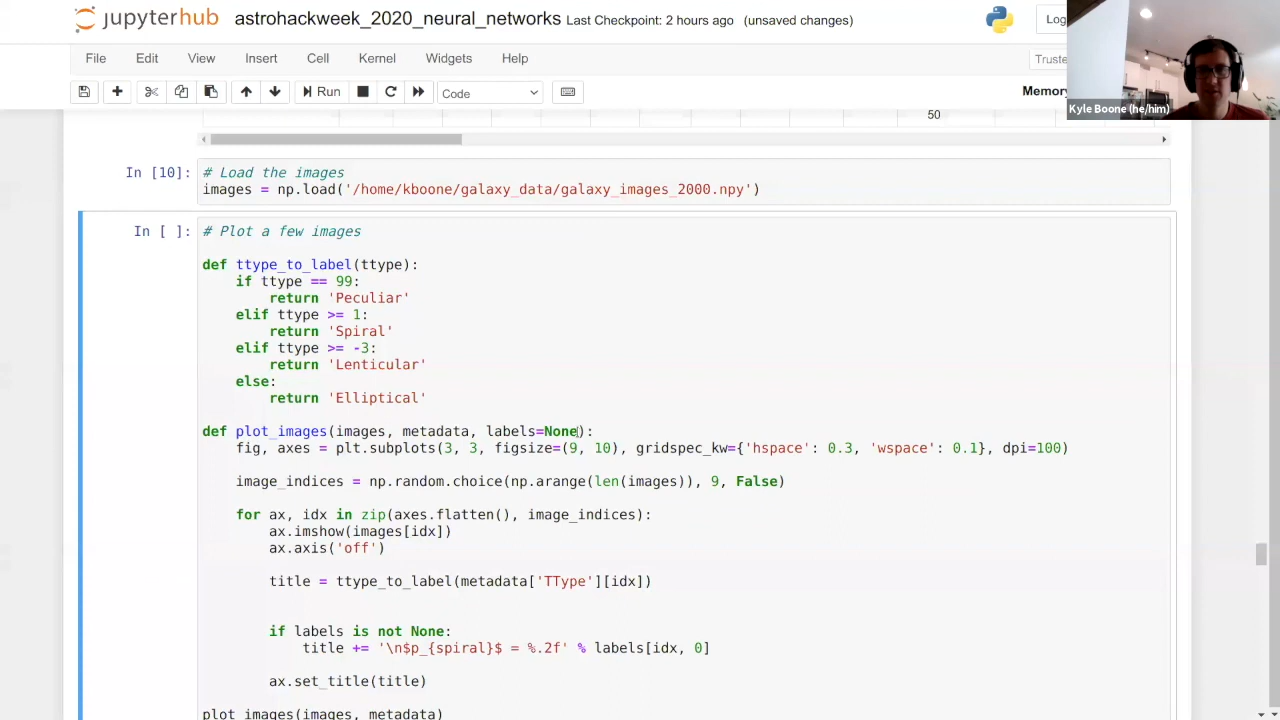 jupyterhub astrohackweek_2020_neural_networks Last Checkpoint: 2 hours ago (unsaved changes) Log
File Edit View Insert Cell Kernel Widgets Help Truste
Run Code Memory
Kyle Boone (he/him)
50
In [10]: # Load the images
images = np.load('/home/kboone/galaxy_data/galaxy_images_2000.npy')
In [ ]: # Plot a few images
def ttype_to_label(ttype):
if ttype == 99:
return 'Peculiar'
elif ttype >= 1:
return 'Spiral'
elif ttype >= -3:
return 'Lenticular'
else:
return 'Elliptical'
def plot_images(images, metadata, labels=None):
fig, axes = plt.subplots(3, 3, figsize=(9, 10), gridspec_kw={'hspace': 0.3, 'wspace': 0.1}, dpi=100)
image_indices = np.random.choice(np.arange(len(images)), 9, False)
for ax, idx in zip(axes.flatten(), image_indices):
ax.imshow(images[idx])
ax.axis('off')
title = ttype_to_label(metadata['TType'][idx])
if labels is not None:
title += '\n$p_{spiral}$ = %.2f' % labels[idx, 0]
ax.set_title(title)
plot_images(images, metadata)